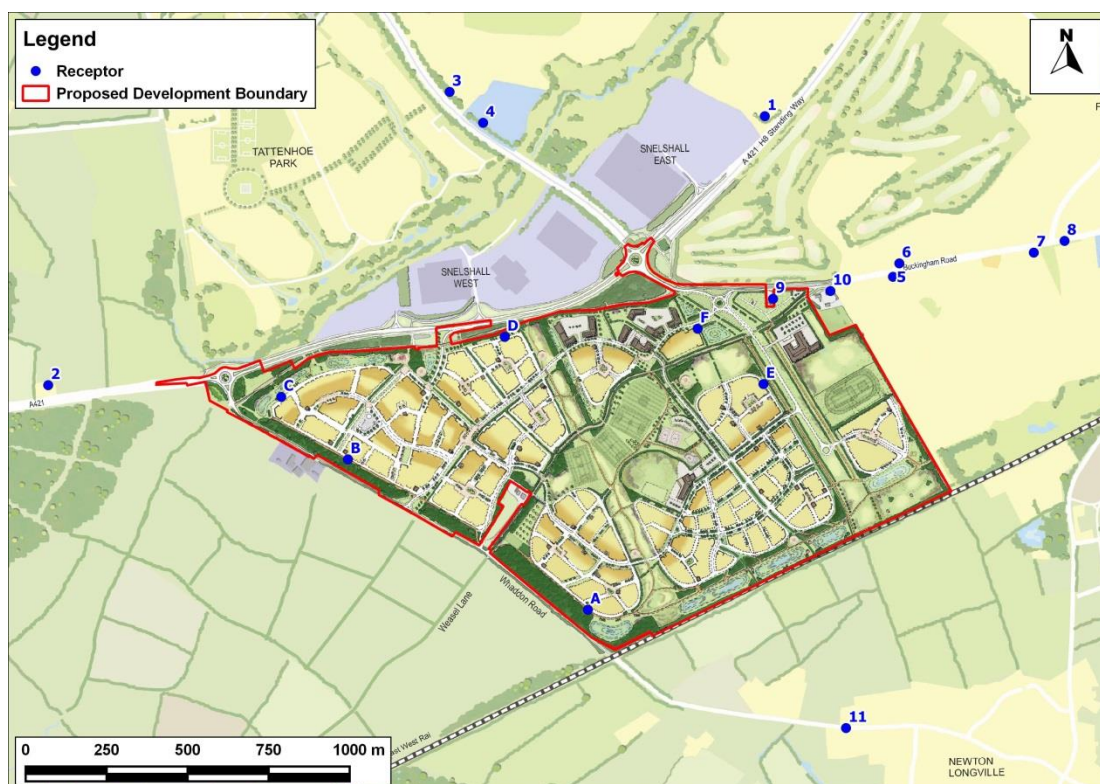 Legend
Receptor
Proposed Development Boundary
N
3
4
1
TATTENHOE
PARK
SNELSHALL
EAST
A 421 H8 Standing Way
8
7
6
5
Buckingham Road
10
9
SNELSHALL
WEST
F
D
2
A421
C
E
B
A
Whaddon Road
Weasel Lane
11
NEWTON
LONGVILLE
0 250 500 750 1000 m